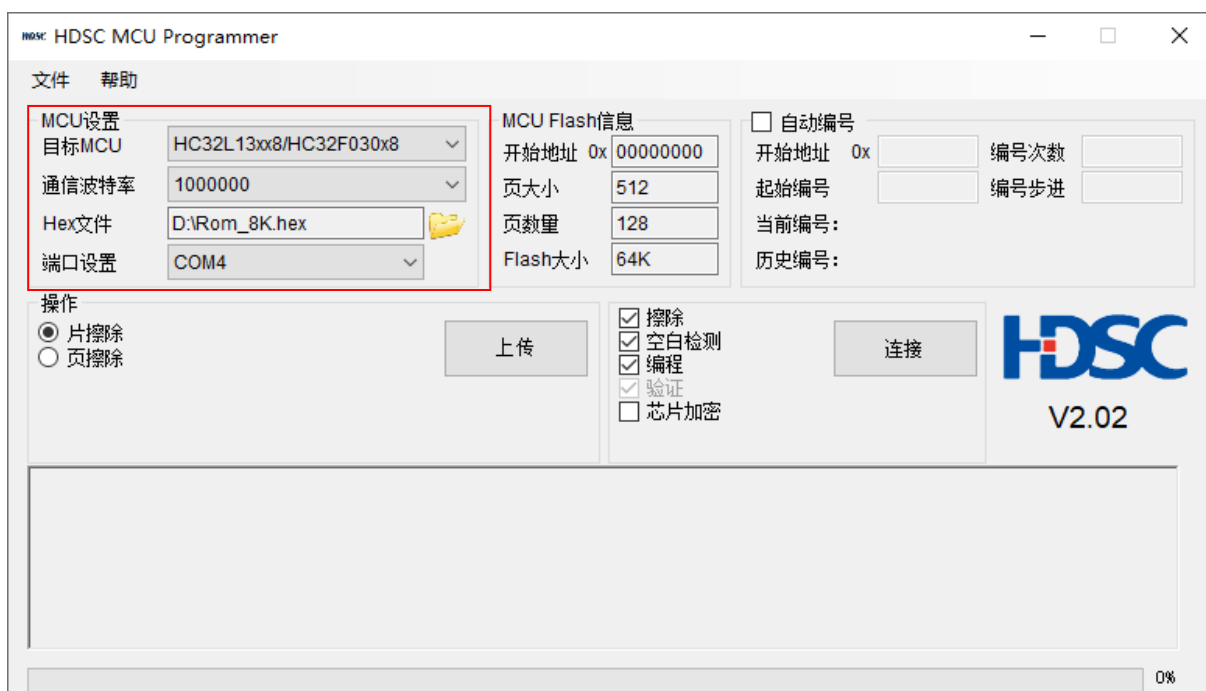 HDSC HDSC MCU Programmer
文件 帮助
MCU设置
目标MCU HC32L13xx8/HC32F030x8
通信波特率 1000000
Hex文件 D:\Rom_8K.hex
端口设置 COM4
MCU Flash信息
开始地址 0x 00000000
页大小 512
页数量 128
Flash大小 64K
自动编号
开始地址 0x 编号次数
起始编号 编号步进
当前编号:
历史编号:
操作
片擦除
页擦除
上传
擦除
空白检测
编程
验证
芯片加密
连接
HDSC
V2.02
0%